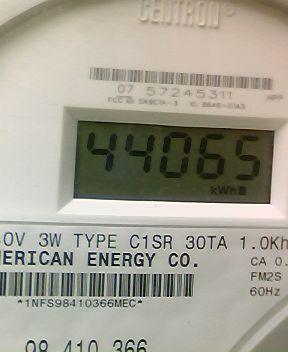 CENTRON®
07 57245311
44065
kWh
0V 3W TYPE C1SR 30TA 1.0Kh
MERICAN ENERGY CO.
CA 0.
FM2S
60Hz
*1NFS98410366MEC*
98 410 366